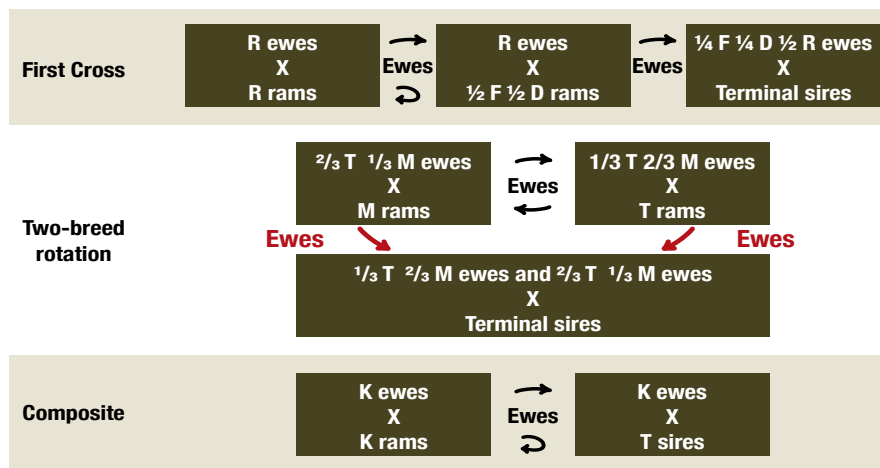 First Cross
R ewes
X
R rams
Ewes
R ewes
X
½ F ½ D rams
Ewes
¼ F ¼ D ½ R ewes
X
Terminal sires
Two-breed
rotation
²/₃ T ¹/₃ M ewes
X
M rams
Ewes
1/3 T 2/3 M ewes
X
T rams
Ewes
Ewes
¹/₃ T ²/₃ M ewes and ²/₃ T ¹/₃ M ewes
X
Terminal sires
Composite
K ewes
X
K rams
Ewes
K ewes
X
T sires